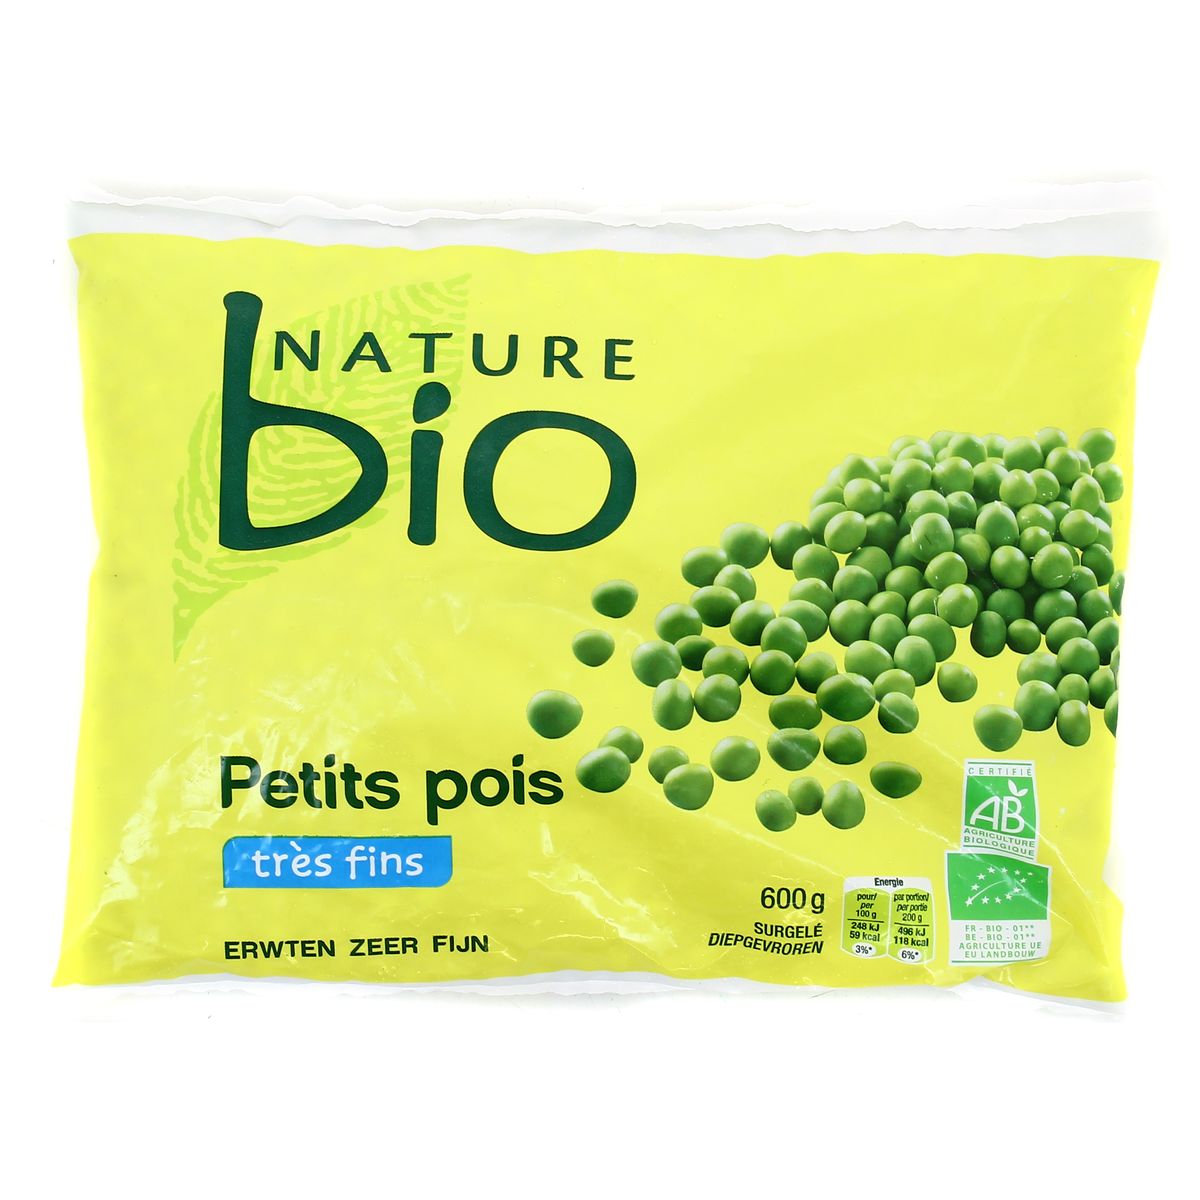 NATURE
bio
Petits pois
très fins
ERWTEN ZEER FIJN
600 g
SURGELÉ
DIEPGEVROREN
Energie
pour/
per
100 g
248 kJ
59 kcal
3%*
par portion/
per portie
200 g
496 kJ
118 kcal
6%*
CERTIFIÉ
AB
AGRICULTURE
BIOLOGIQUE
FR - BIO - 01**
BE - BIO - 01**
AGRICULTURE UE
EU LANDBOUW